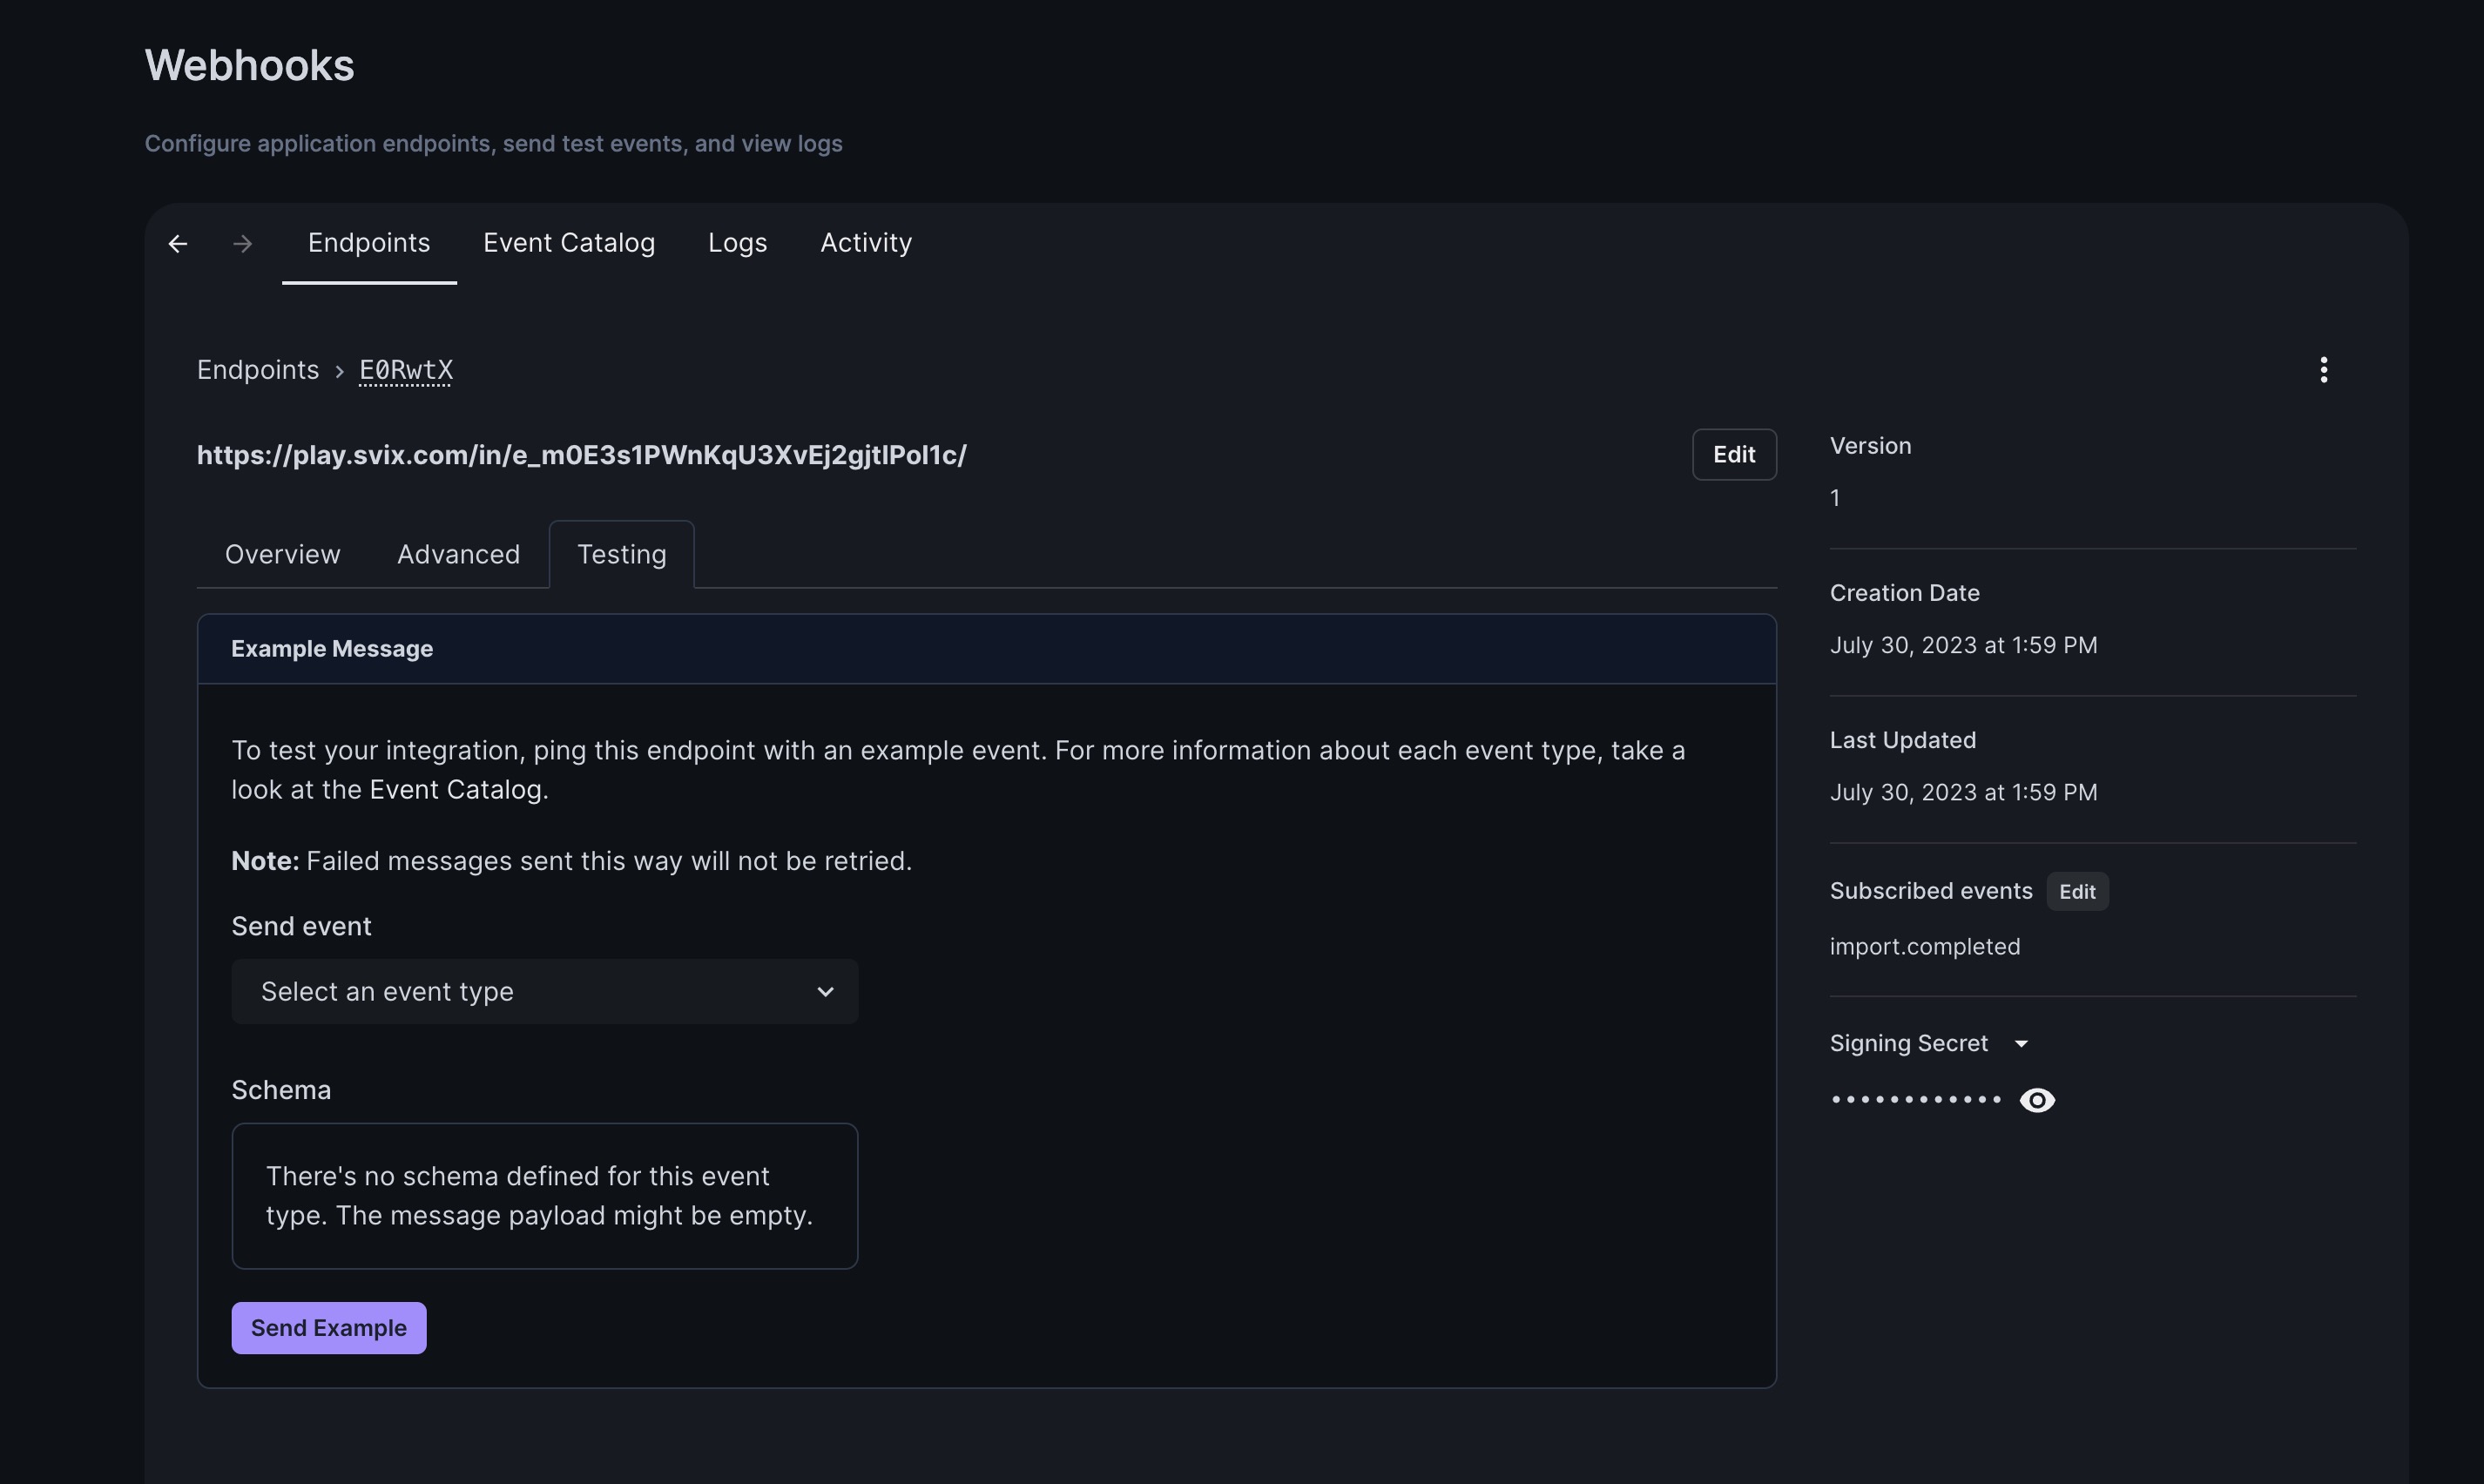 Webhooks
Configure application endpoints, send test events, and view logs
Endpoints
Event Catalog
Logs
Activity
Endpoints › E0RwtX
https://play.svix.com/in/e_m0E3s1PWnKqU3XvEj2gjtIPoI1c/
Edit
Overview
Advanced
Testing
Example Message
To test your integration, ping this endpoint with an example event. For more information about each event type, take a
look at the Event Catalog.
Note: Failed messages sent this way will not be retried.
Send event
Select an event type
Schema
There's no schema defined for this event
type. The message payload might be empty.
Send Example
Version
1
Creation Date
July 30, 2023 at 1:59 PM
Last Updated
July 30, 2023 at 1:59 PM
Subscribed events
Edit
import.completed
Signing Secret
••••••••••••